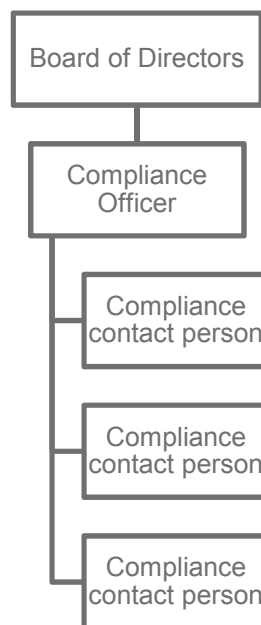 Board of Directors
Compliance
Officer
Compliance
contact person
Compliance
contact person
Compliance
contact person